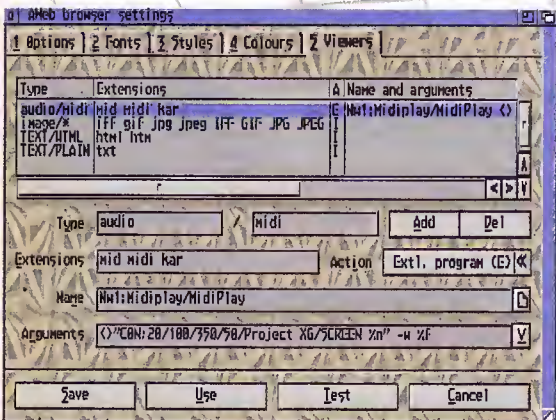 AWeb browser settings
1 Options 2 Fonts 3 Styles 4 Colours 5 Viewers
Type Extensions A Name and arguments
audio/midi mid midi kar E Nw1:Midiplay/MidiPlay <>
image/* iff gif jpg jpeg IFF GIF JPG JPEG I
TEXT/HTML html htm I
TEXT/PLAIN txt I
Type audio / midi Add Del
Extensions mid midi kar Action Extl. program (E)
Name Nw1:Midiplay/MidiPlay
Arguments <>"CON:20/100/350/50/Project XG/SCREEN %n" -w %f
Save Use Test Cancel